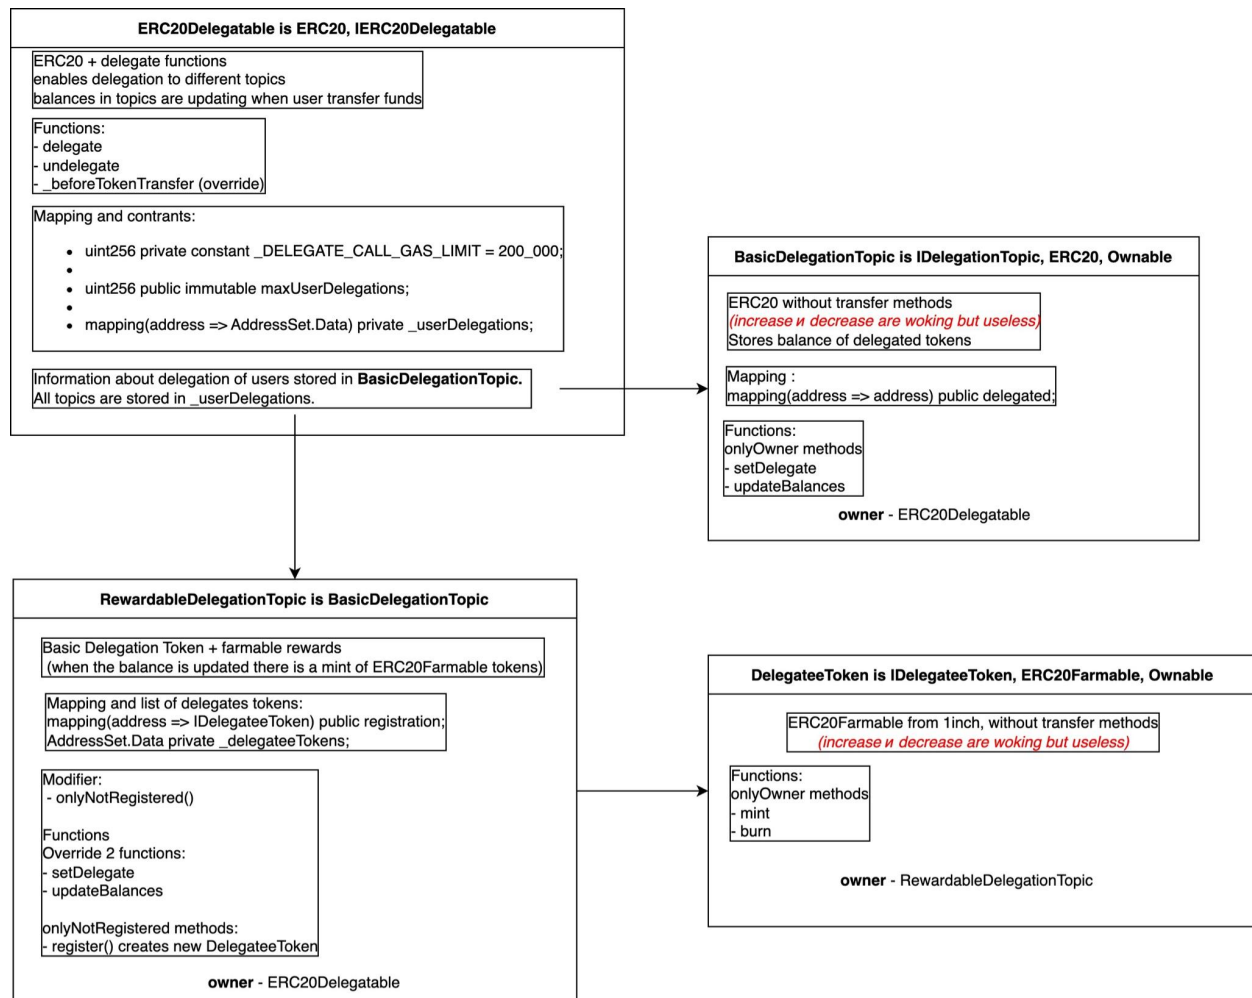 ERC20Delegatable is ERC20, IERC20Delegatable
ERC20 + delegate functions
enables delegation to different topics
balances in topics are updating when user transfer funds
Functions:
- delegate
- undelegate
- _beforeTokenTransfer (override)
Mapping and contrants:
• uint256 private constant _DELEGATE_CALL_GAS_LIMIT = 200_000;
•
• uint256 public immutable maxUserDelegations;
•
• mapping(address => AddressSet.Data) private _userDelegations;
Information about delegation of users stored in BasicDelegationTopic.
All topics are stored in _userDelegations.
BasicDelegationTopic is IDelegationTopic, ERC20, Ownable
ERC20 without transfer methods
(increase и decrease are woking but useless)
Stores balance of delegated tokens
Mapping :
mapping(address => address) public delegated;
Functions:
onlyOwner methods
- setDelegate
- updateBalances
owner - ERC20Delegatable
RewardableDelegationTopic is BasicDelegationTopic
Basic Delegation Token + farmable rewards
(when the balance is updated there is a mint of ERC20Farmable tokens)
Mapping and list of delegates tokens:
mapping(address => IDelegateeToken) public registration;
AddressSet.Data private _delegateeTokens;
Modifier:
- onlyNotRegistered()
Functions
Override 2 functions:
- setDelegate
- updateBalances
onlyNotRegistered methods:
- register() creates new DelegateeToken
owner - ERC20Delegatable
DelegateeToken is IDelegateeToken, ERC20Farmable, Ownable
ERC20Farmable from 1inch, without transfer methods
(increase и decrease are woking but useless)
Functions:
onlyOwner methods
- mint
- burn
owner - RewardableDelegationTopic